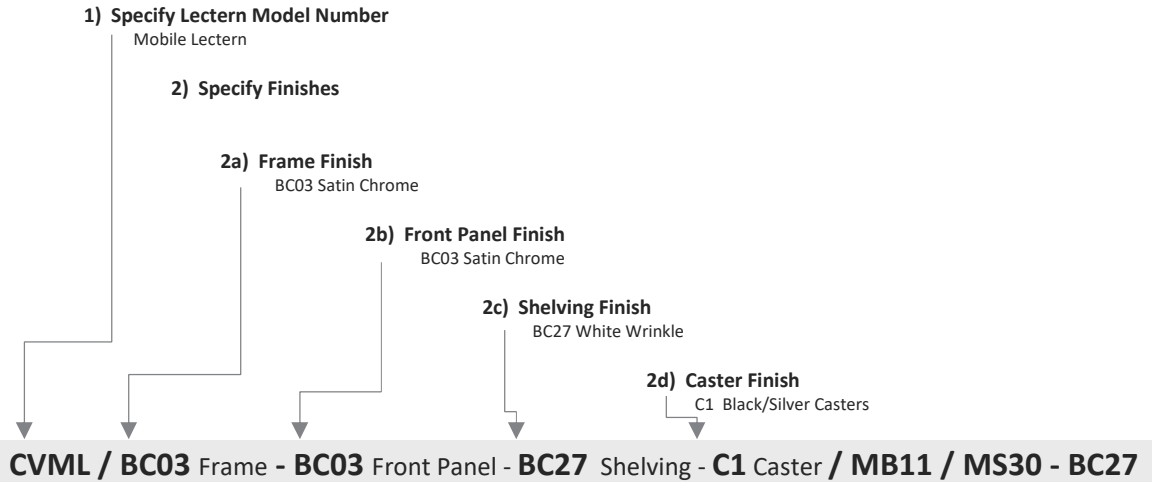 1) Specify Lectern Model Number
Mobile Lectern
2) Specify Finishes
2a) Frame Finish
BC03 Satin Chrome
2b) Front Panel Finish
BC03 Satin Chrome
2c) Shelving Finish
BC27 White Wrinkle
2d) Caster Finish
C1 Black/Silver Casters
CVML / BC03 Frame - BC03 Front Panel - BC27 Shelving - C1 Caster / MB11 / MS30 - BC27